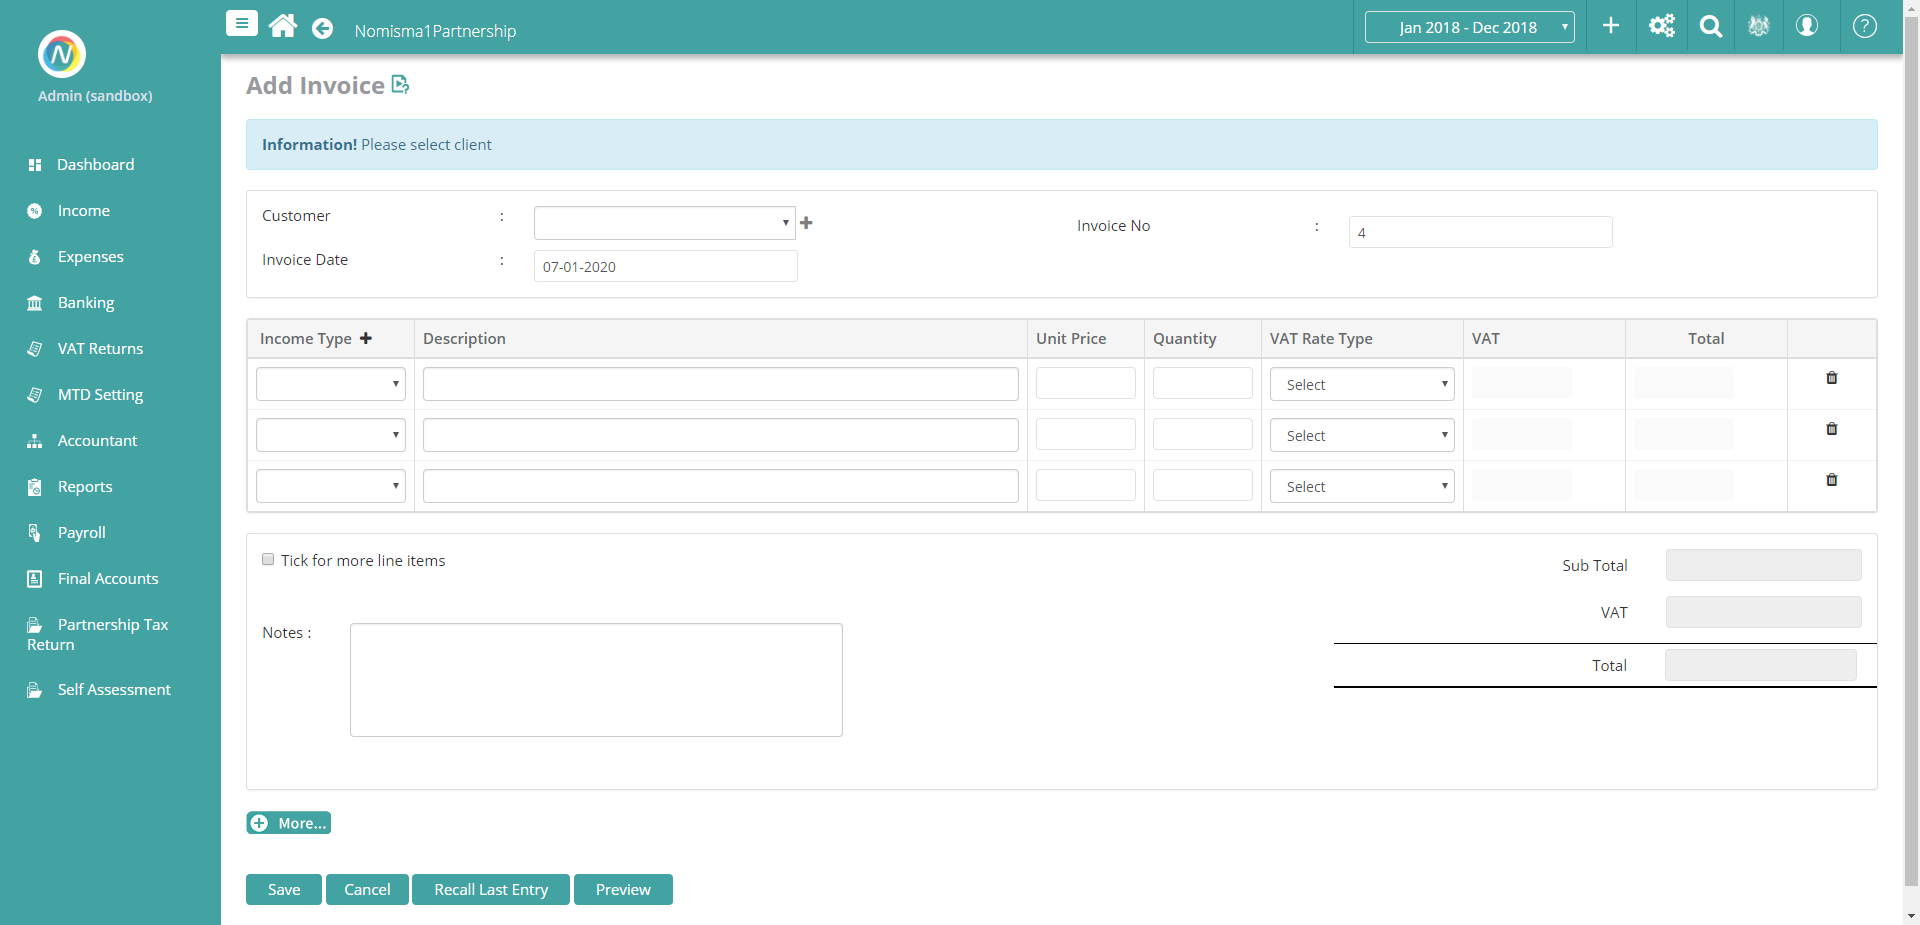 Nomisma1Partnership
Jan 2018 - Dec 2018
N
Admin (sandbox)
Dashboard
Income
Expenses
Banking
VAT Returns
MTD Setting
Accountant
Reports
Payroll
Final Accounts
Partnership Tax
Return
Self Assessment
Add Invoice
Information! Please select client
Customer :
Invoice No : 4
Invoice Date : 07-01-2020
Income Type Description Unit Price Quantity VAT Rate Type VAT Total
Select
Select
Select
Tick for more line items
Sub Total
VAT
Notes :
Total
More...
Save Cancel Recall Last Entry Preview